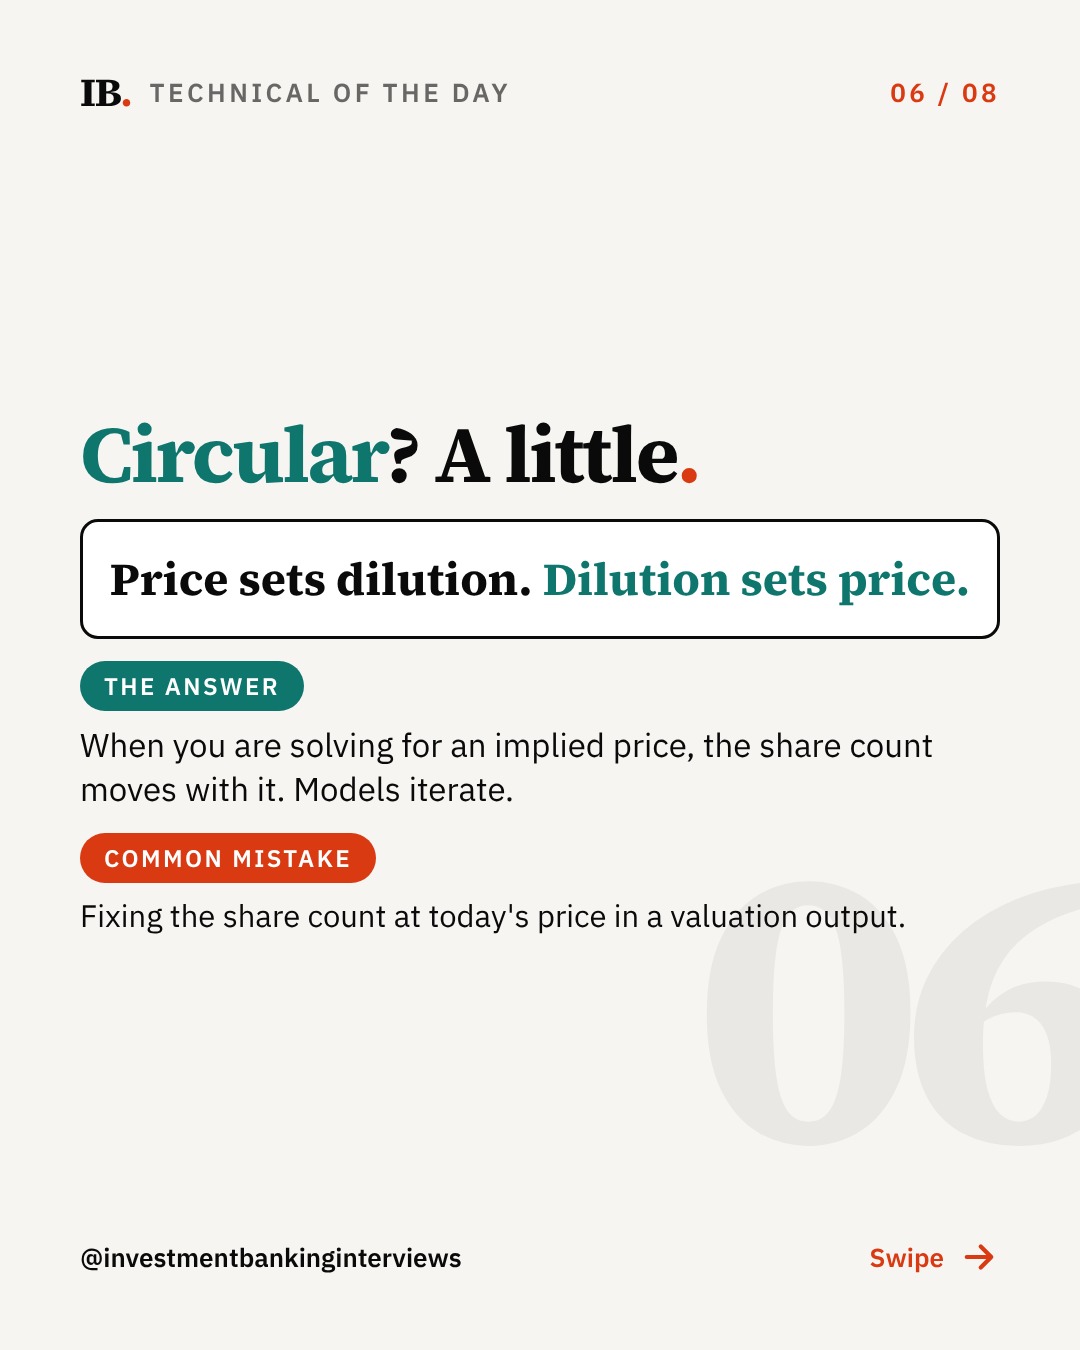 IB. TECHNICAL OF THE DAY
06 / 08
Circular? A little.
Price sets dilution. Dilution sets price.
THE ANSWER
When you are solving for an implied price, the share count
moves with it. Models iterate.
COMMON MISTAKE
Fixing the share count at today's price in a valuation output.
06
@investmentbankinginterviews
Swipe →